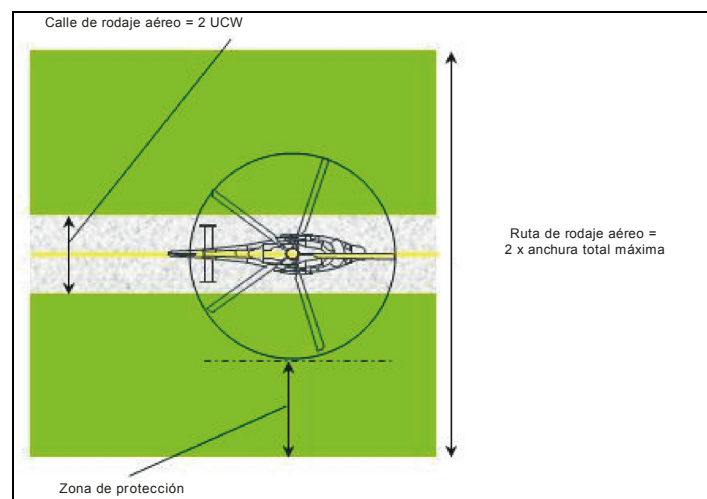 Calle de rodaje aéreo = 2 UCW
Ruta de rodaje aéreo =
2 x anchura total máxima
Zona de protección